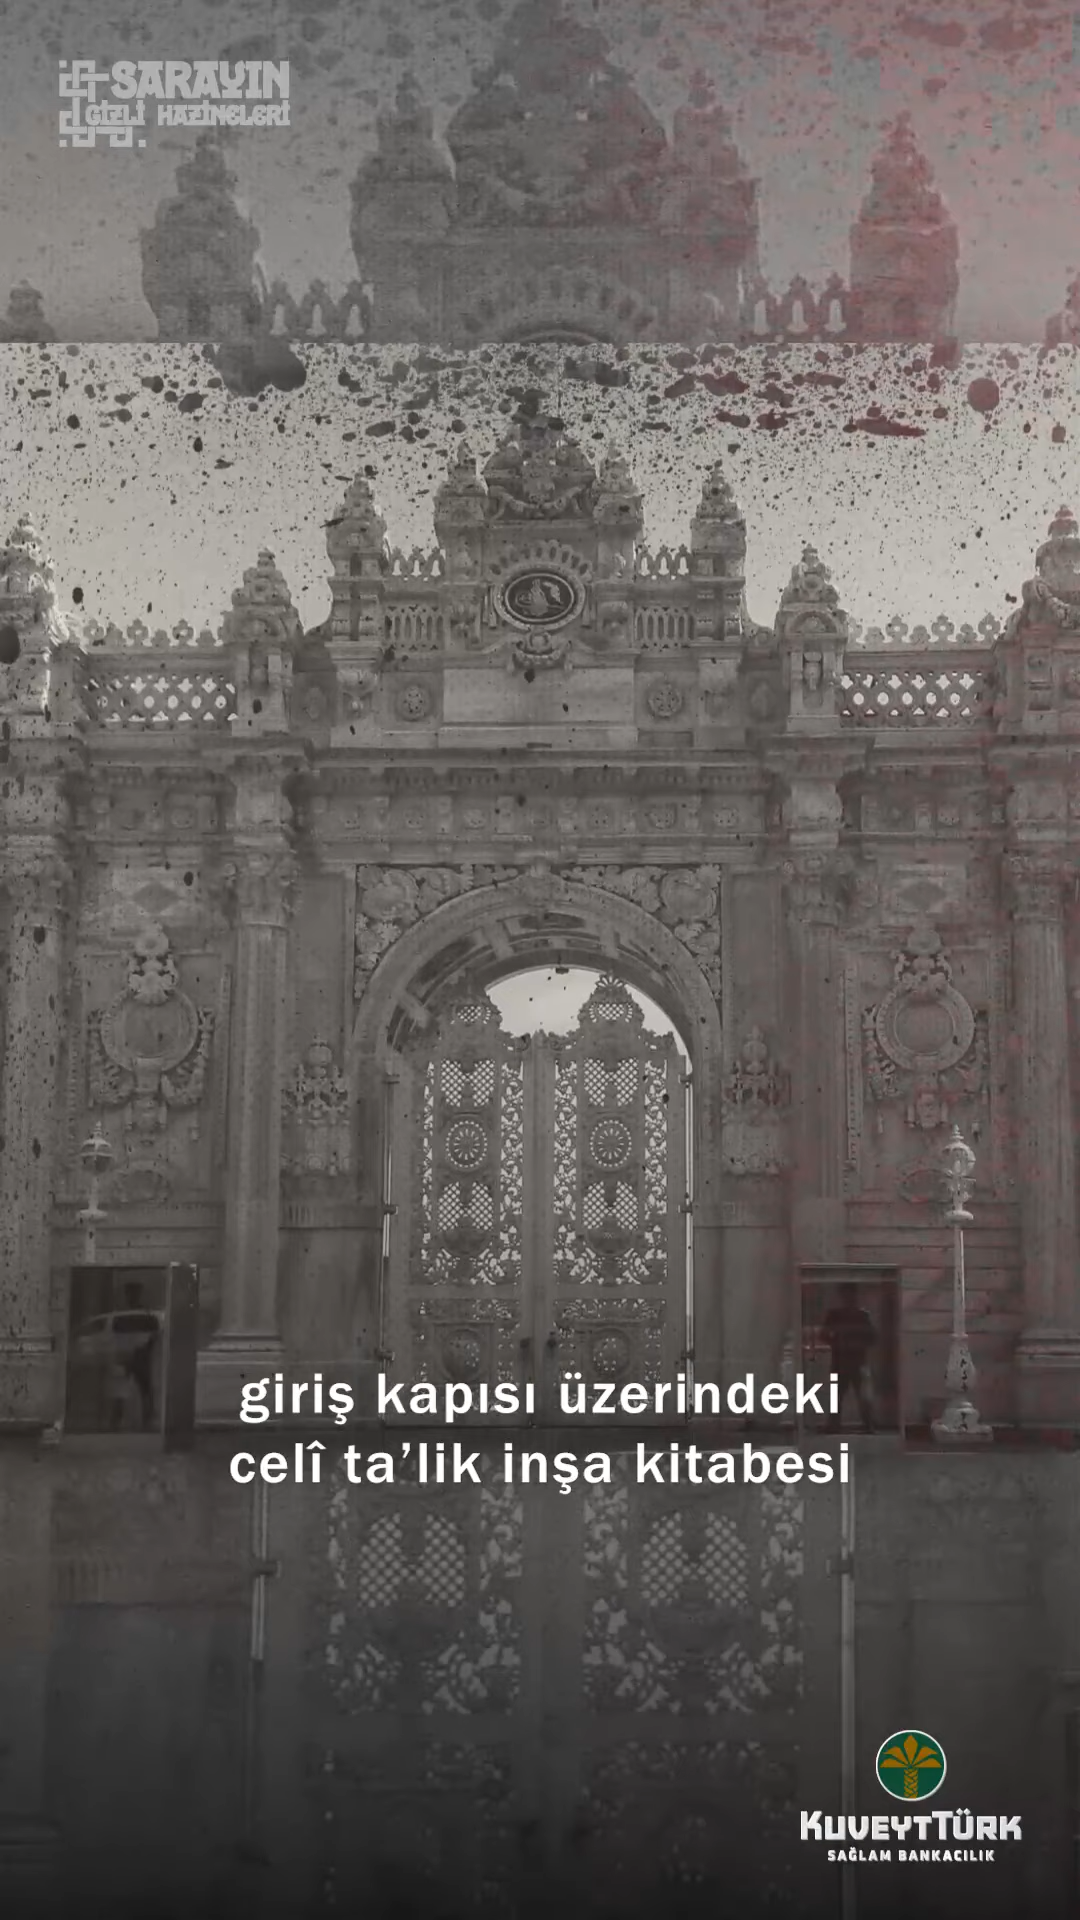 SARAYIN
GİZLİ HAZİNELERİ
giriş kapısı üzerindeki
celî ta’lik inşa kitabesi
KUVEYTTÜRK
SAĞLAM BANKACILIK